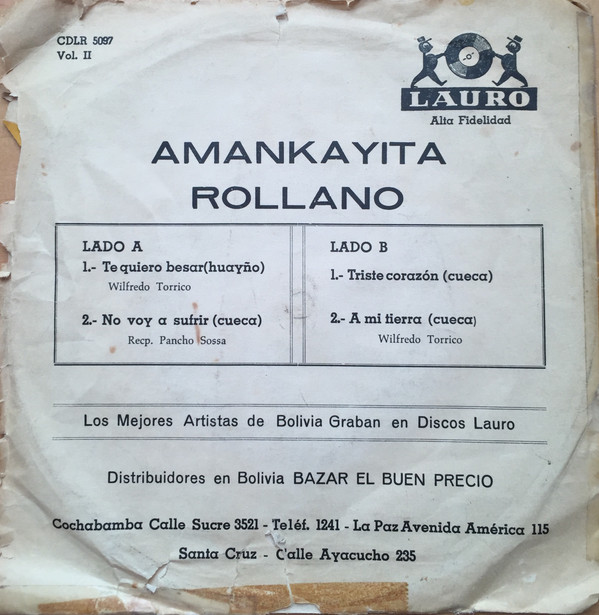 CDLR 5097
Vol. II
LAURO
Alta Fidelidad
AMANKAYITA
ROLLANO
LADO A
1.- Te quiero besar(huayño)
Wilfredo Torrico
2.- No voy a sufrir (cueca)
Recp. Pancho Sossa
LADO B
1.- Triste corazón (cueca)
2.- A mi tierra (cueca)
Wilfredo Torrico
Los Mejores Artistas de Bolivia Graban en Discos Lauro
Distribuidores en Bolivia BAZAR EL BUEN PRECIO
Cochabamba Calle Sucre 3521 - Teléf. 1241 - La Paz Avenida América 115
Santa Cruz - Calle Ayacucho 235